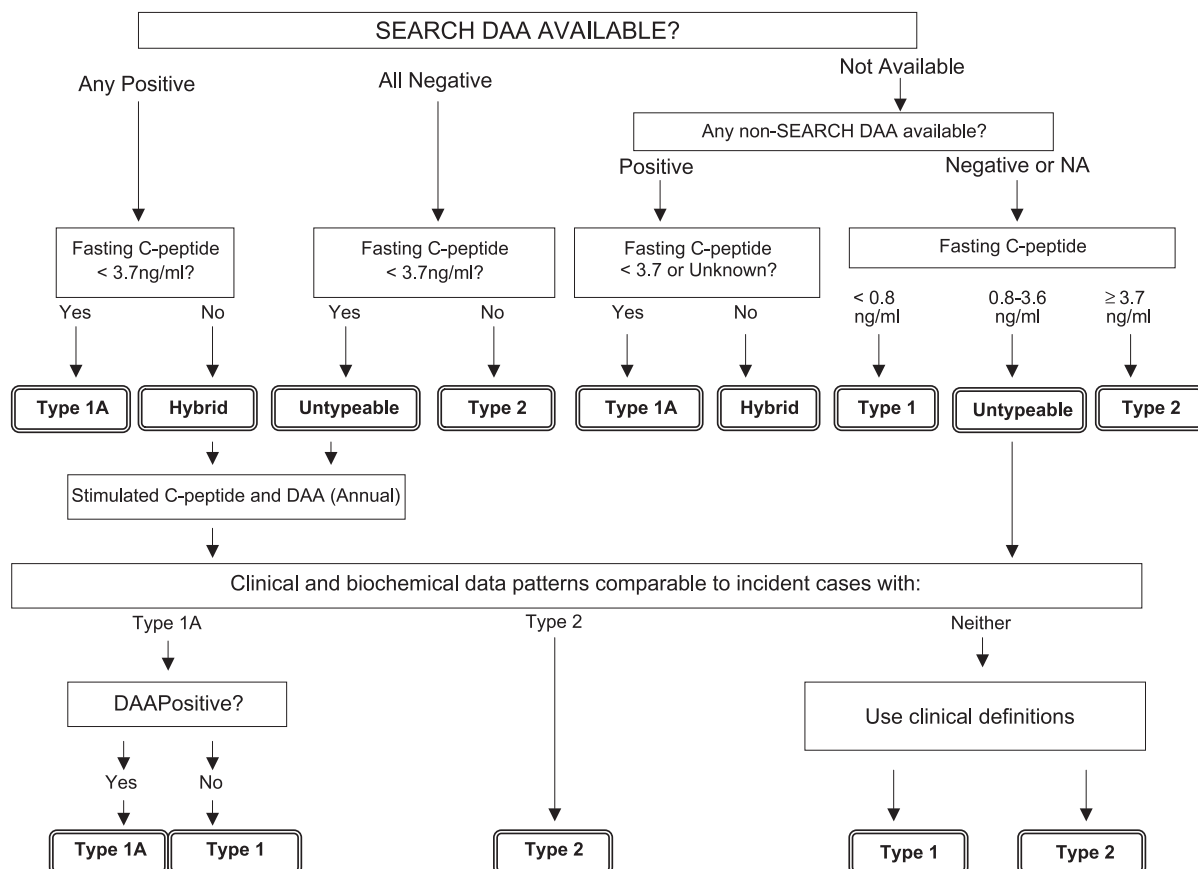 SEARCH DAA AVAILABLE?
Any Positive
All Negative
Not Available
Any non-SEARCH DAA available?
Positive
Negative or NA
Fasting C-peptide
< 3.7ng/ml?
Fasting C-peptide
< 3.7ng/ml?
Fasting C-peptide
< 3.7 or Unknown?
Fasting C-peptide
Yes
No
Yes
No
Yes
No
< 0.8
ng/ml
0.8-3.6
ng/ml
≥ 3.7
ng/ml
Type 1A
Hybrid
Untypeable
Type 2
Type 1A
Hybrid
Type 1
Untypeable
Type 2
Stimulated C-peptide and DAA (Annual)
Clinical and biochemical data patterns comparable to incident cases with:
Type 1A
Type 2
Neither
DAAPositive?
Use clinical definitions
Yes
No
Type 1A
Type 1
Type 2
Type 1
Type 2